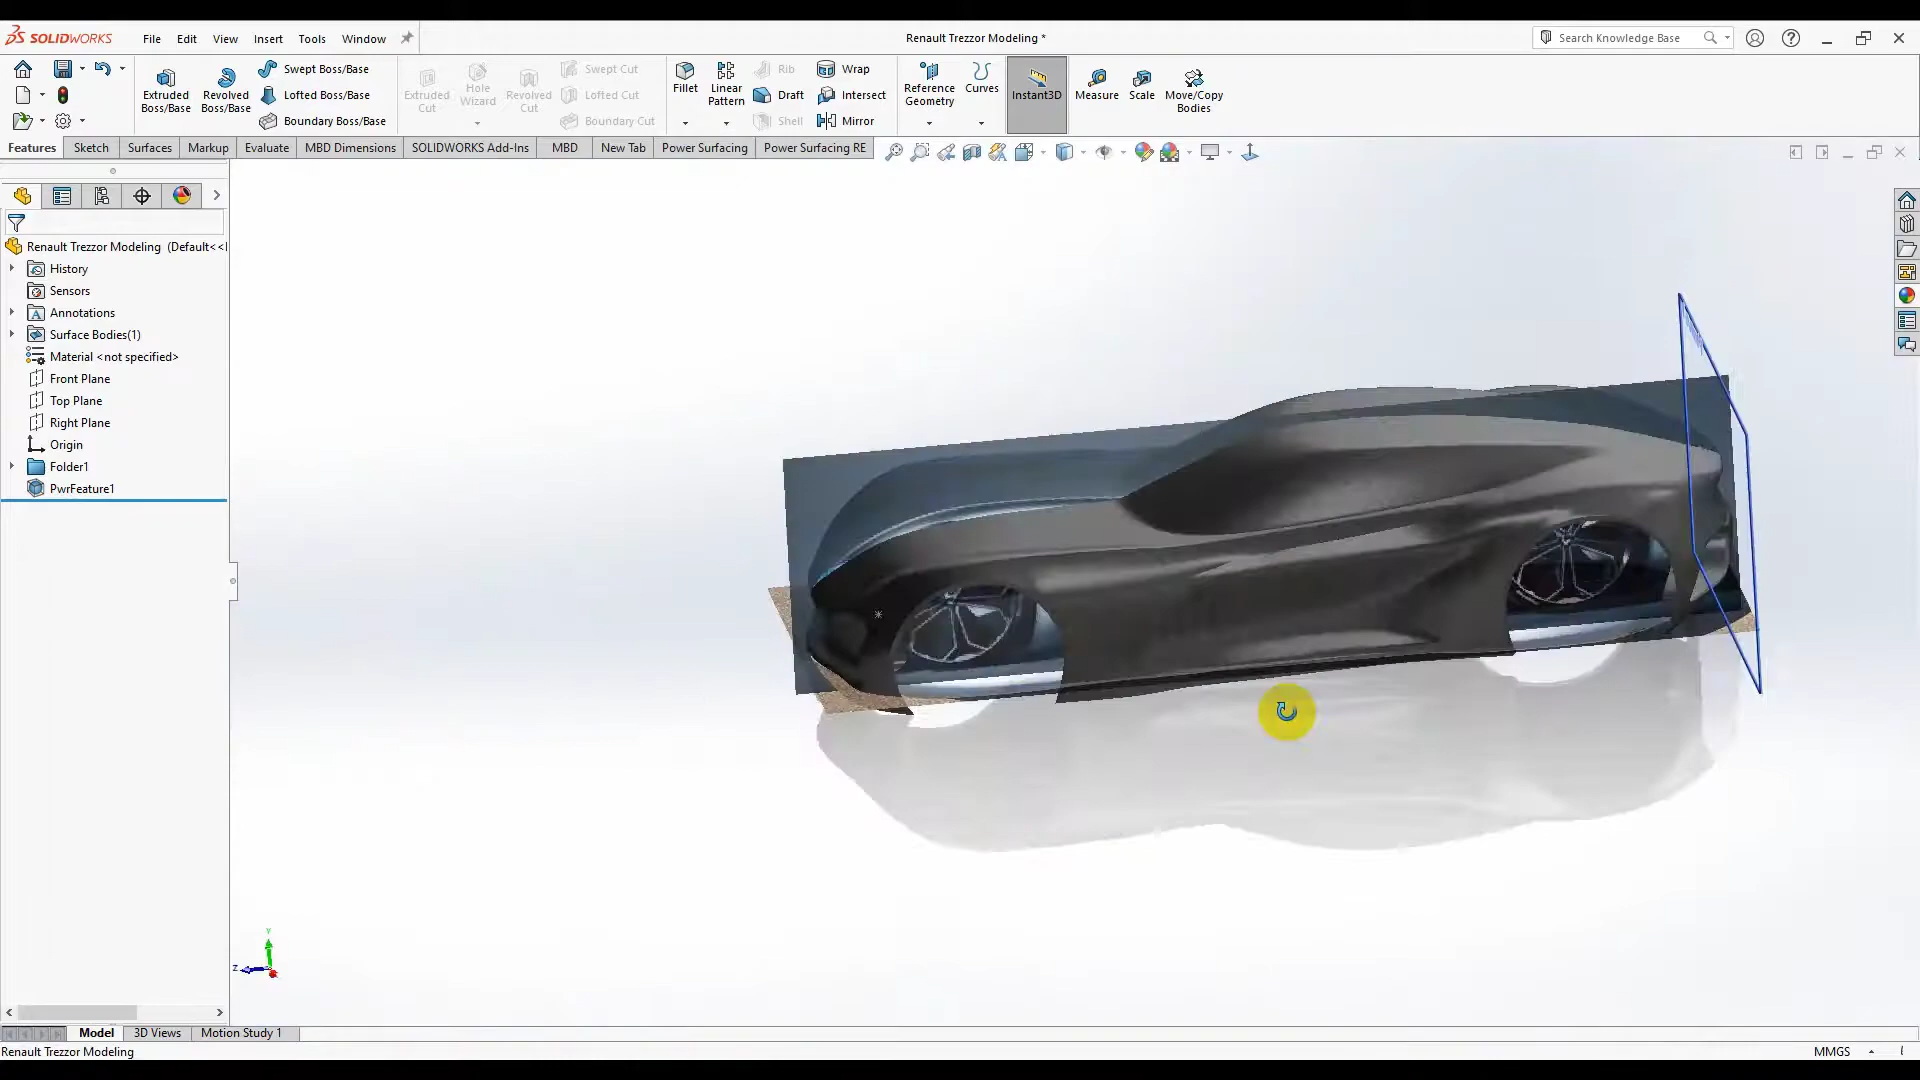 SOLIDWORKS File Edit View Insert Tools Window Renault Trezzor Modeling * Search Knowledge Base
Extruded Boss/Base
Revolved Boss/Base
Swept Boss/Base
Lofted Boss/Base
Boundary Boss/Base
Extruded Cut
Hole Wizard
Revolved Cut
Swept Cut
Lofted Cut
Boundary Cut
Fillet
Linear Pattern
Rib
Draft
Shell
Wrap
Intersect
Mirror
Reference Geometry
Curves
Instant3D
Measure
Scale
Move/Copy Bodies
Features Sketch Surfaces Markup Evaluate MBD Dimensions SOLIDWORKS Add-Ins MBD New Tab Power Surfacing Power Surfacing RE
Renault Trezzor Modeling (Default<<
History
Sensors
Annotations
Surface Bodies(1)
Material <not specified>
Front Plane
Top Plane
Right Plane
Origin
Folder1
PwrFeature1
Y
Z
Model 3D Views Motion Study 1
Renault Trezzor Modeling MMGS